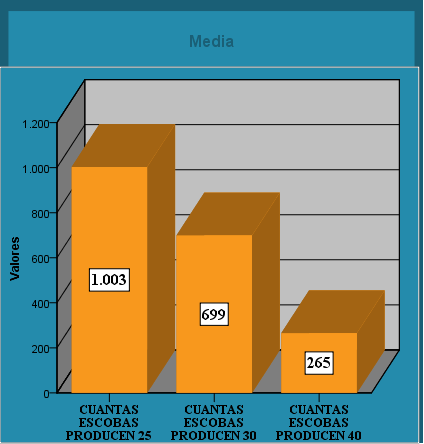 Media
Valores
1.200
1.000
800
600
400
200
0
1.003
699
265
CUANTAS
ESCOBAS
PRODUCEN 25
CUANTAS
ESCOBAS
PRODUCEN 30
CUANTAS
ESCOBAS
PRODUCEN 40